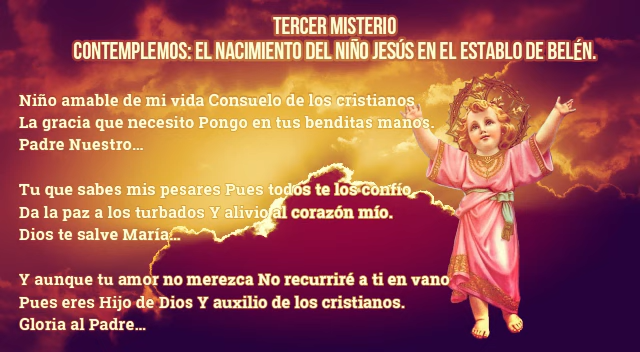 TERCER MISTERIO
CONTEMPLEMOS: EL NACIMIENTO DEL NIÑO JESÚS EN EL ESTABLO DE BELÉN.
Niño amable de mi vida Consuelo de los cristianos
La gracia que necesito Pongo en tus benditas manos.
Padre Nuestro...
Tu que sabes mis pesares Pues todos te los confío
Da la paz a los turbados Y alivio al corazón mío.
Dios te salve María...
Y aunque tu amor no merezca No recurriré a ti en vano
Pues eres Hijo de Dios Y auxilio de los cristianos.
Gloria al Padre...